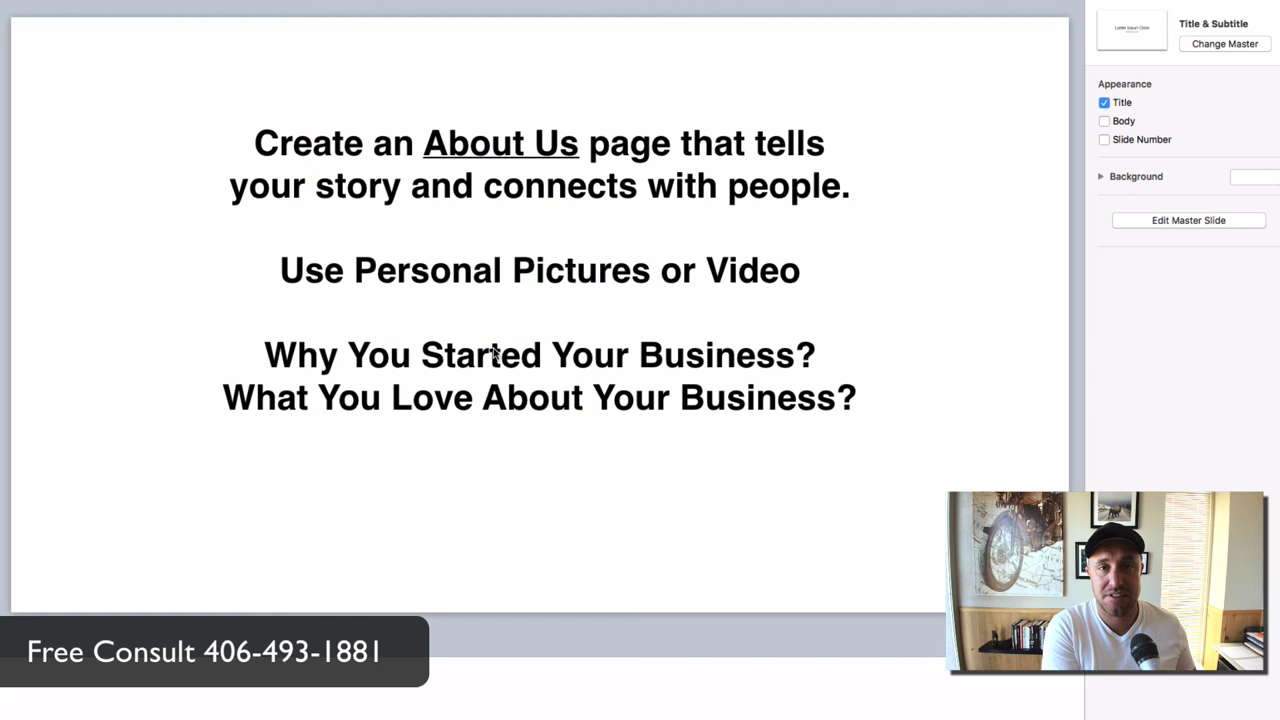 Create an About Us page that tells
your story and connects with people.
Use Personal Pictures or Video
Why You Started Your Business?
What You Love About Your Business?
Free Consult 406-493-1881
Title & Subtitle
Change Master
Appearance
Title
Body
Slide Number
Background
Edit Master Slide